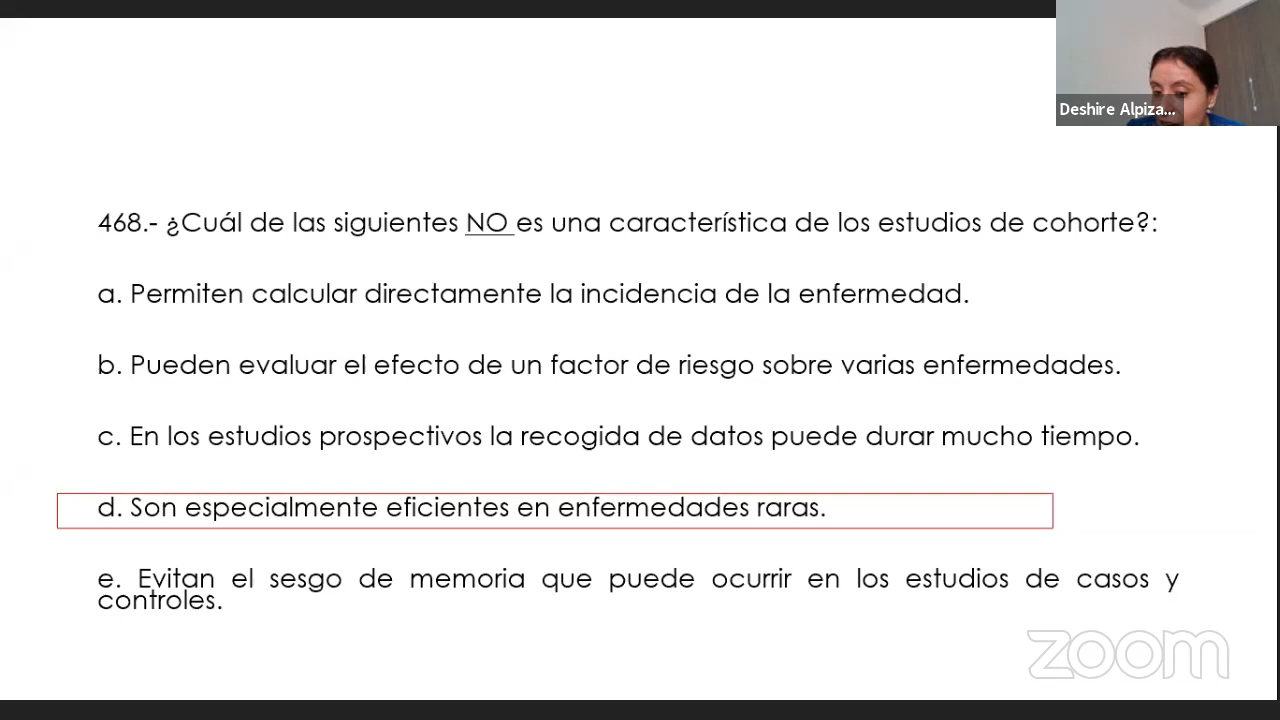 Deshire Alpiza...
468.- ¿Cuál de las siguientes NO es una característica de los estudios de cohorte?:
a. Permiten calcular directamente la incidencia de la enfermedad.
b. Pueden evaluar el efecto de un factor de riesgo sobre varias enfermedades.
c. En los estudios prospectivos la recogida de datos puede durar mucho tiempo.
d. Son especialmente eficientes en enfermedades raras.
e. Evitan el sesgo de memoria que puede ocurrir en los estudios de casos y
controles.
zoom